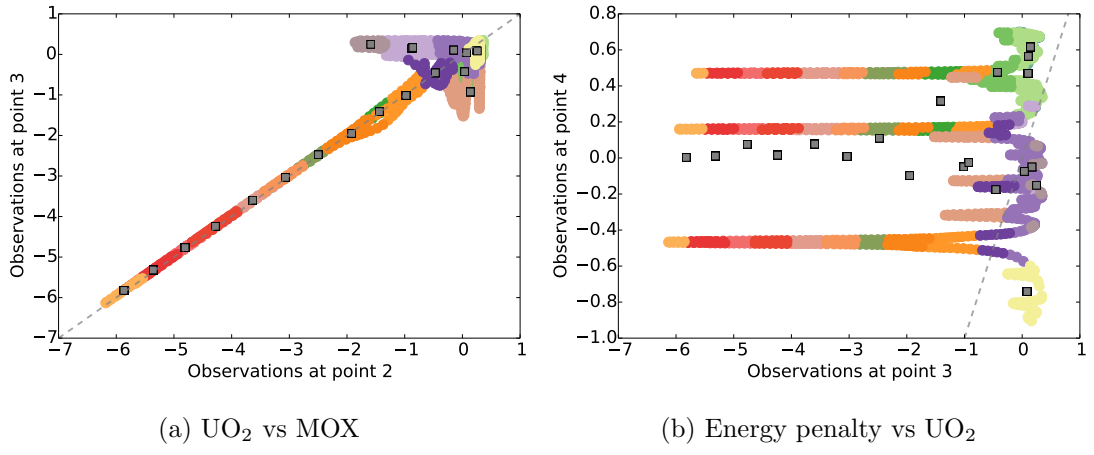 1
0
−1
−2
−3
−4
−5
−6
−7
Observations at point 3
−7 −6 −5 −4 −3 −2 −1 0 1
Observations at point 2
(a) UO₂ vs MOX
0.8
0.6
0.4
0.2
0.0
−0.2
−0.4
−0.6
−0.8
−1.0
Observations at point 4
−7 −6 −5 −4 −3 −2 −1 0 1
Observations at point 3
(b) Energy penalty vs UO₂